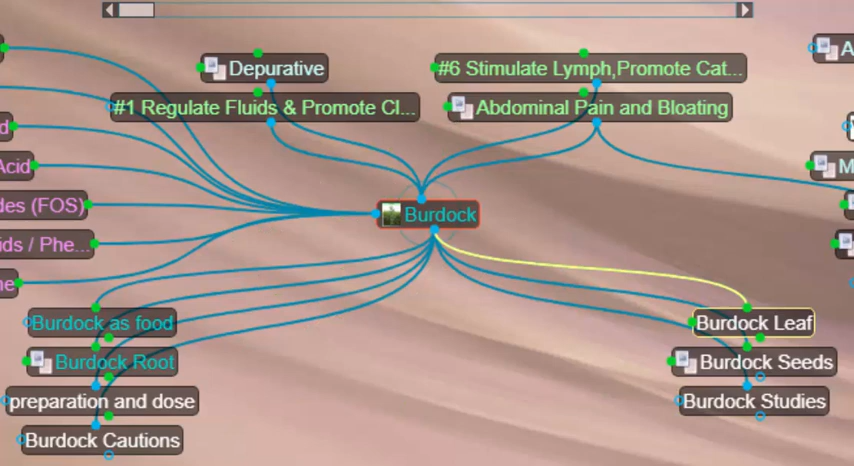 Depurative
#6 Stimulate Lymph,Promote Cat...
#1 Regulate Fluids & Promote Cl...
Abdominal Pain and Bloating
Acid
des (FOS)
ids / Phe...
Burdock
Burdock as food
Burdock Root
preparation and dose
Burdock Cautions
Burdock Leaf
Burdock Seeds
Burdock Studies